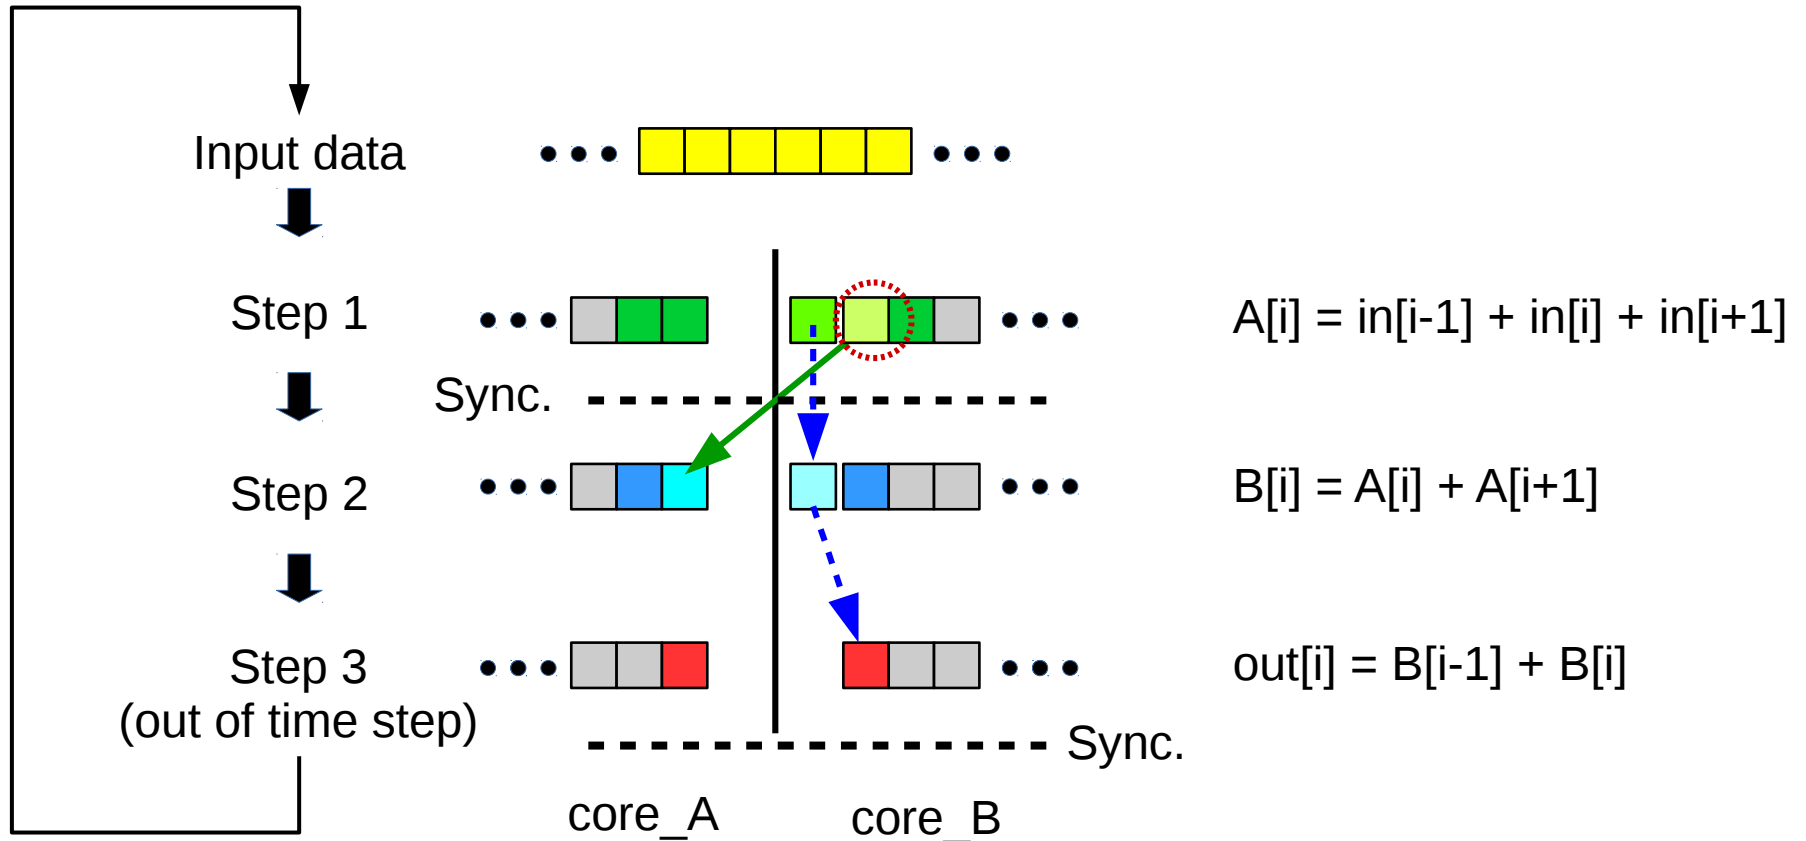 Input data
Step 1
A[i] = in[i-1] + in[i] + in[i+1]
Sync.
Step 2
B[i] = A[i] + A[i+1]
Step 3
(out of time step)
out[i] = B[i-1] + B[i]
Sync.
core_A
core_B